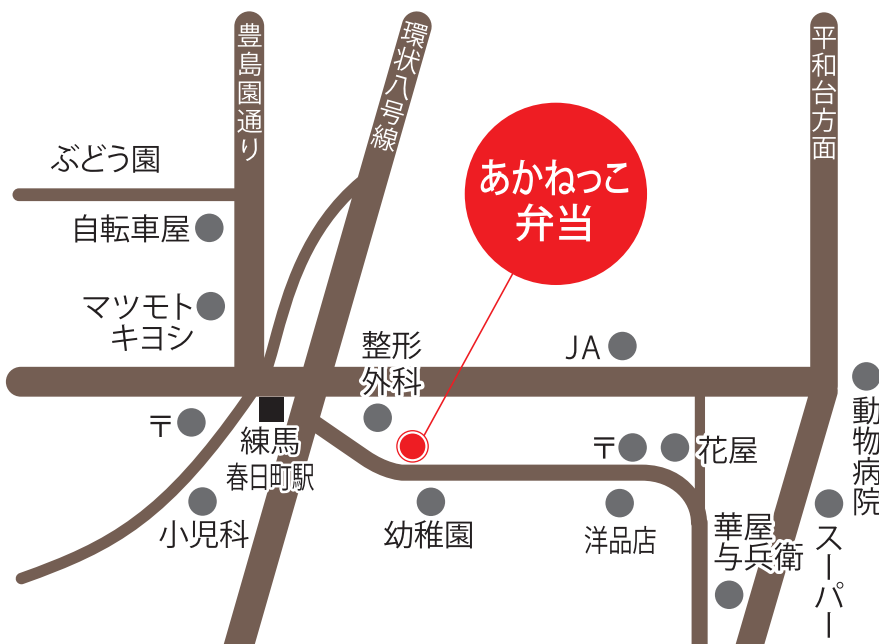 豊島園通り
環状八号線
平和台方面
ぶどう園
自転車屋
マツモト
キヨシ
あかねっこ
弁当
整形
外科
JA
〒
練馬
春日町駅
小児科
幼稚園
〒
花屋
洋品店
華屋
与兵衛
動物病院
スーパー